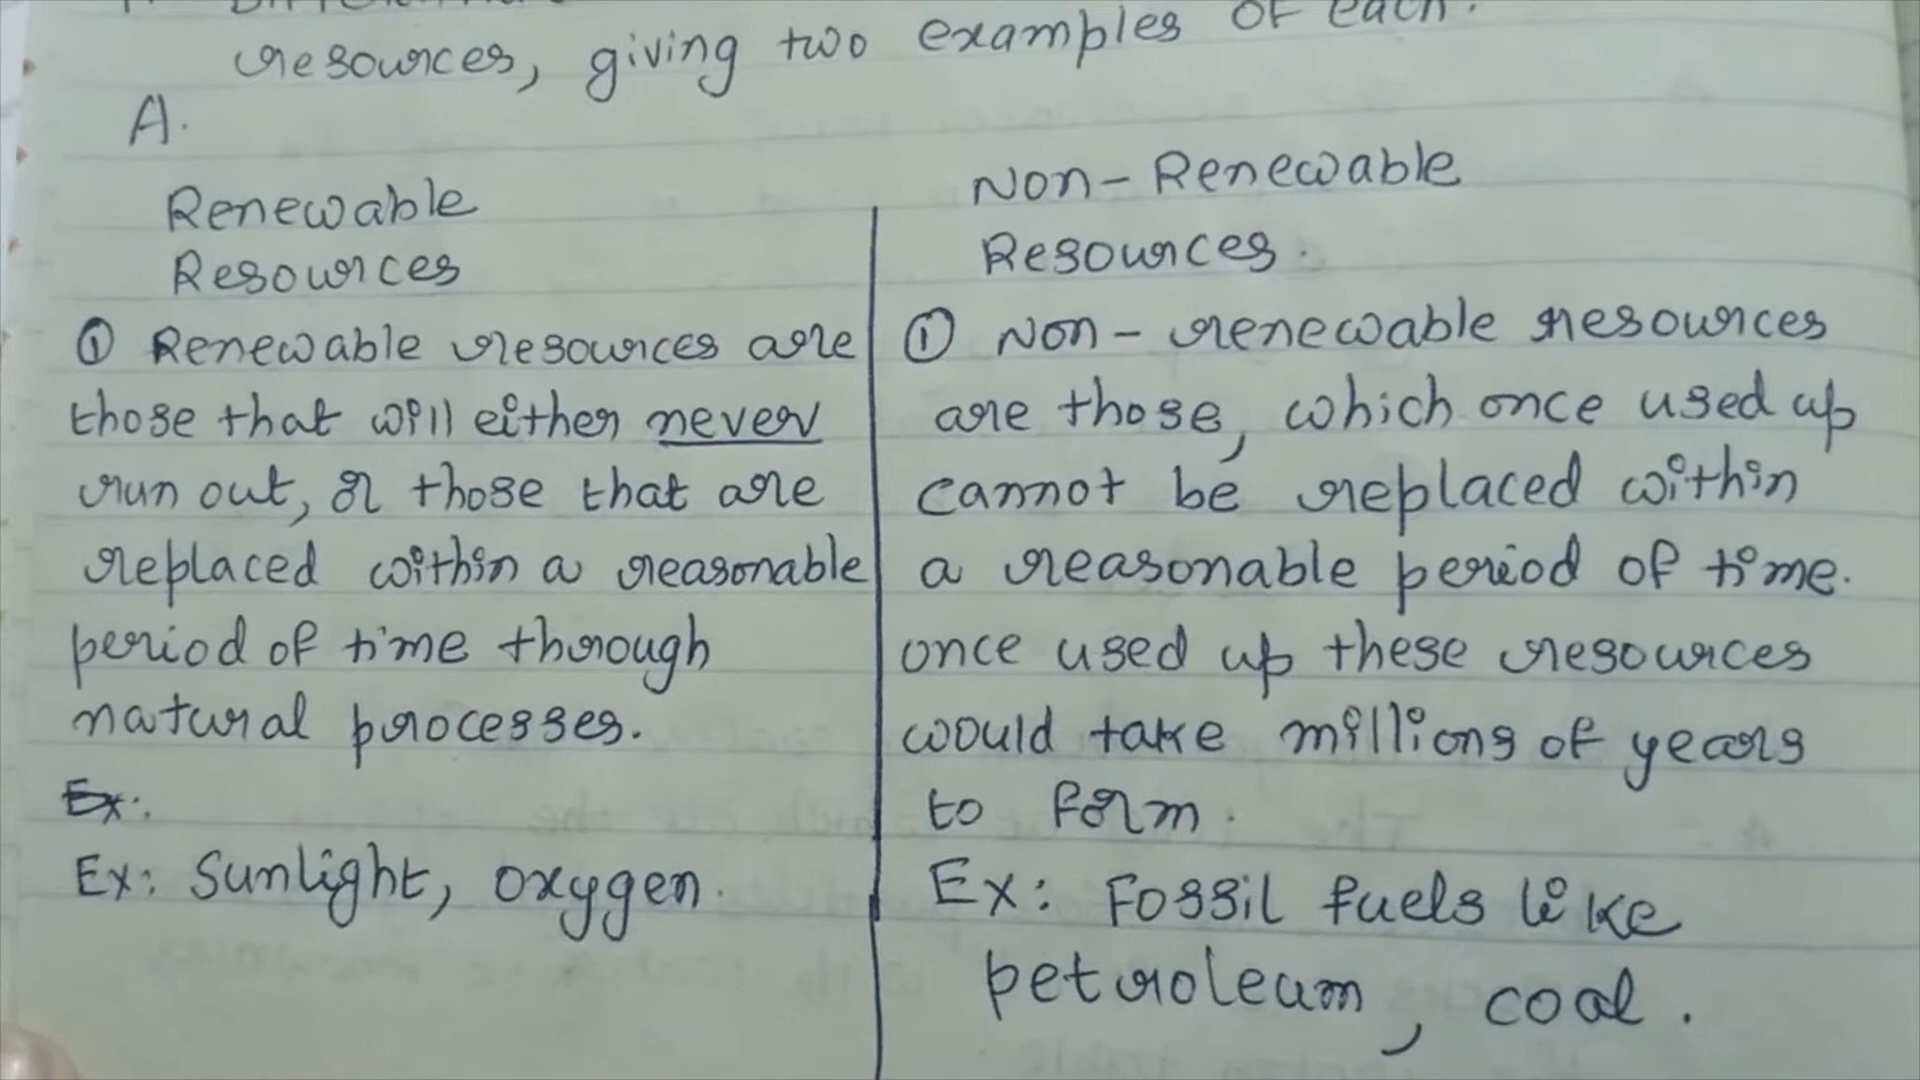 resources, giving two examples of each.
A.
Renewable
Resources
① Renewable resources are
those that will either never
run out, or those that are
replaced within a reasonable
period of time through
natural processes.
Ex:
Ex: Sunlight, oxygen.
Non-Renewable
Resources.
① Non-renewable resources
are those, which once used up
cannot be replaced within
a reasonable period of time.
once used up these resources
would take millions of years
to form.
Ex: Fossil fuels like
petroleum, coal.